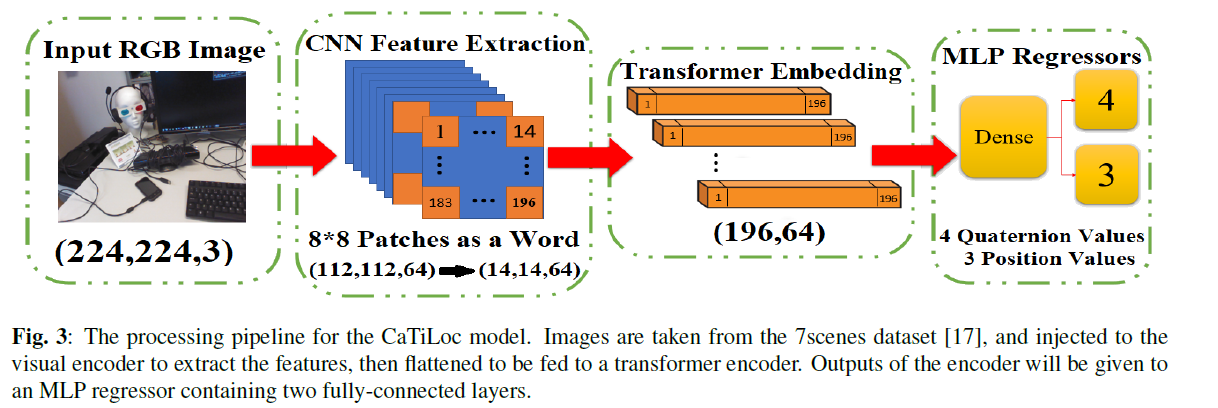 Input RGB Image
(224,224,3)
CNN Feature Extraction
1 ... 14
183 ... 196
8*8 Patches as a Word
(112,112,64) (14,14,64)
Transformer Embedding
1 196
1 196
1 196
(196,64)
MLP Regressors
Dense
4
3
4 Quaternion Values
3 Position Values
Fig. 3: The processing pipeline for the CaTiLoc model. Images are taken from the 7scenes dataset [17], and injected to the
visual encoder to extract the features, then flattened to be fed to a transformer encoder. Outputs of the encoder will be given to
an MLP regressor containing two fully-connected layers.